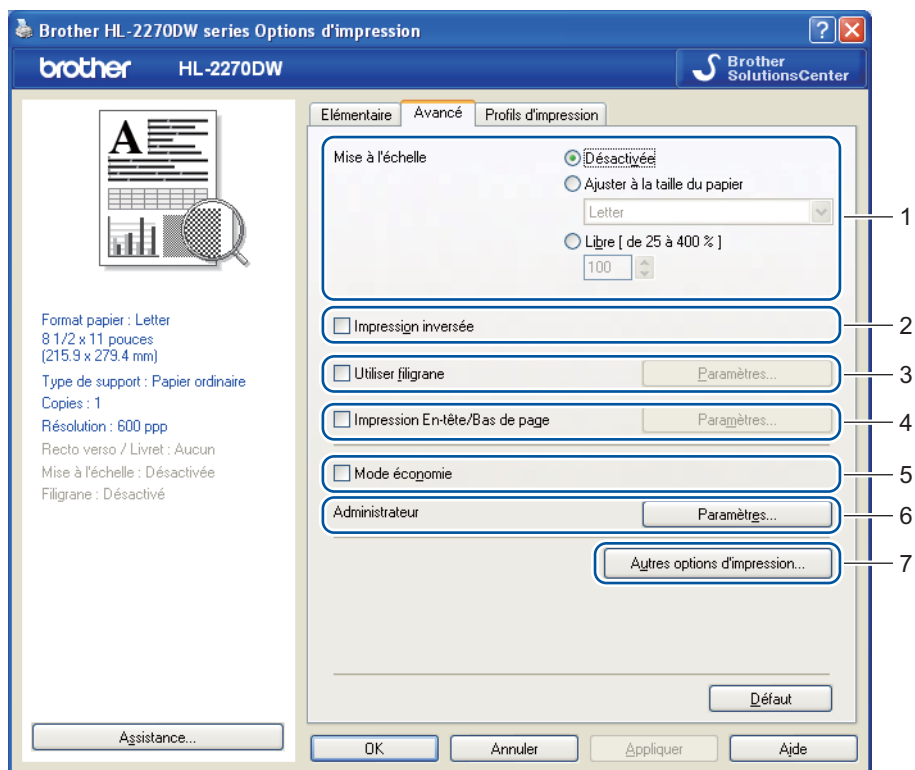 Brother HL-2270DW series Options d'impression
brother HL-2270DW
Brother
SolutionsCenter
A
Format papier : Letter
8 1/2 x 11 pouces
(215.9 x 279.4 mm)
Type de support : Papier ordinaire
Copies : 1
Résolution : 600 ppp
Recto verso / Livret : Aucun
Mise à l'échelle : Désactivée
Filigrane : Désactivé
Assistance...
Elémentaire Avancé Profils d'impression
Mise à l'échelle Désactivée
Ajuster à la taille du papier
Letter
1
Libre [ de 25 à 400 % ]
100
Impression inversée 2
Utiliser filigrane Paramètres... 3
Impression En-tête/Bas de page Paramètres... 4
Mode économie 5
Administrateur Paramètres... 6
Autres options d'impression... 7
Défaut
OK Annuler Appliquer Aide